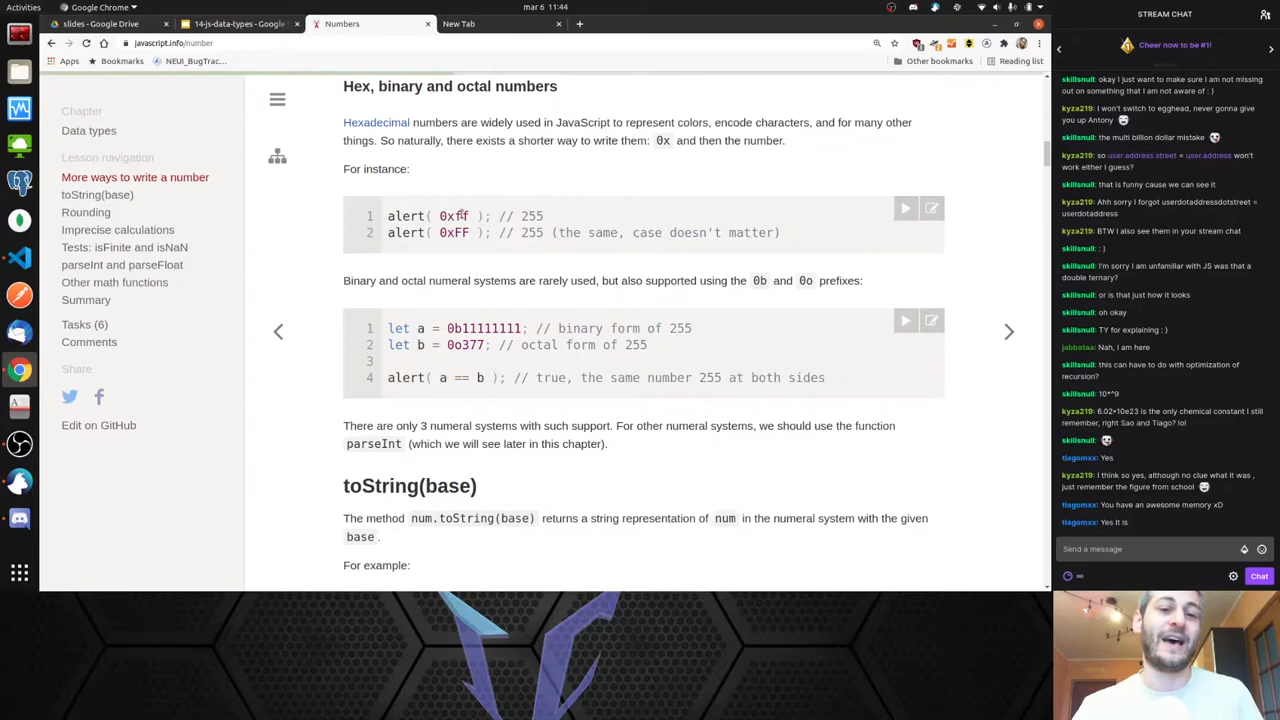 Activities
Google Chrome
mar 6 11:44
slides - Google Drive
14-js-data-types - Google
Numbers
New Tab
javascript.info/number
Apps
Bookmarks
NEUI_BugTrac…
Other bookmarks
Reading list
Chapter
Data types
Lesson navigation
More ways to write a number
toString(base)
Rounding
Imprecise calculations
Tests: isFinite and isNaN
parseInt and parseFloat
Other math functions
Summary
Tasks (6)
Comments
Share
Edit on GitHub
Hex, binary and octal numbers
Hexadecimal numbers are widely used in JavaScript to represent colors, encode characters, and for many other
things. So naturally, there exists a shorter way to write them: 0x and then the number.
For instance:
1 alert( 0xff ); // 255
2 alert( 0xFF ); // 255 (the same, case doesn't matter)
Binary and octal numeral systems are rarely used, but also supported using the 0b and 0o prefixes:
1 let a = 0b11111111; // binary form of 255
2 let b = 0o377; // octal form of 255
3
4 alert( a == b ); // true, the same number 255 at both sides
There are only 3 numeral systems with such support. For other numeral systems, we should use the function
parseInt (which we will see later in this chapter).
toString(base)
The method num.toString(base) returns a string representation of num in the numeral system with the given
base .
For example:
STREAM CHAT
Cheer now to be #1!
skillsnull: okay I just want to make sure I am not missing
out on something that I am not aware of : )
kyza219: I won't switch to egghead, never gonna give
you up Antony
skillsnull: the multi billion dollar mistake
kyza219: so user.address.street = user.address won't
work either I guess?
skillsnull: that is funny cause we can see it
kyza219: Ahh sorry I forgot userdotaddressdotstreet =
userdotaddress
kyza219: BTW I also see them in your stream chat
skillsnull: : )
skillsnull: I'm sorry I am unfamiliar with JS was that a
double ternary?
skillsnull: or is that just how it looks
skillsnull: oh okay
skillsnull: TY for explaining : )
jabbataa: Nah, I am here
skillsnull: this can have to do with optimization of
recursion?
skillsnull: 10*^9
kyza219: 6.02*10e23 is the only chemical constant I still
remember, right Sao and Tiago? lol
skillsnull:
tiagomxx: Yes
kyza219: I think so yes, although no clue what it was ,
just remember the figure from school
tiagomxx: You have an awesome memory xD
tiagomxx: Yes it is
Send a message
∞
Chat